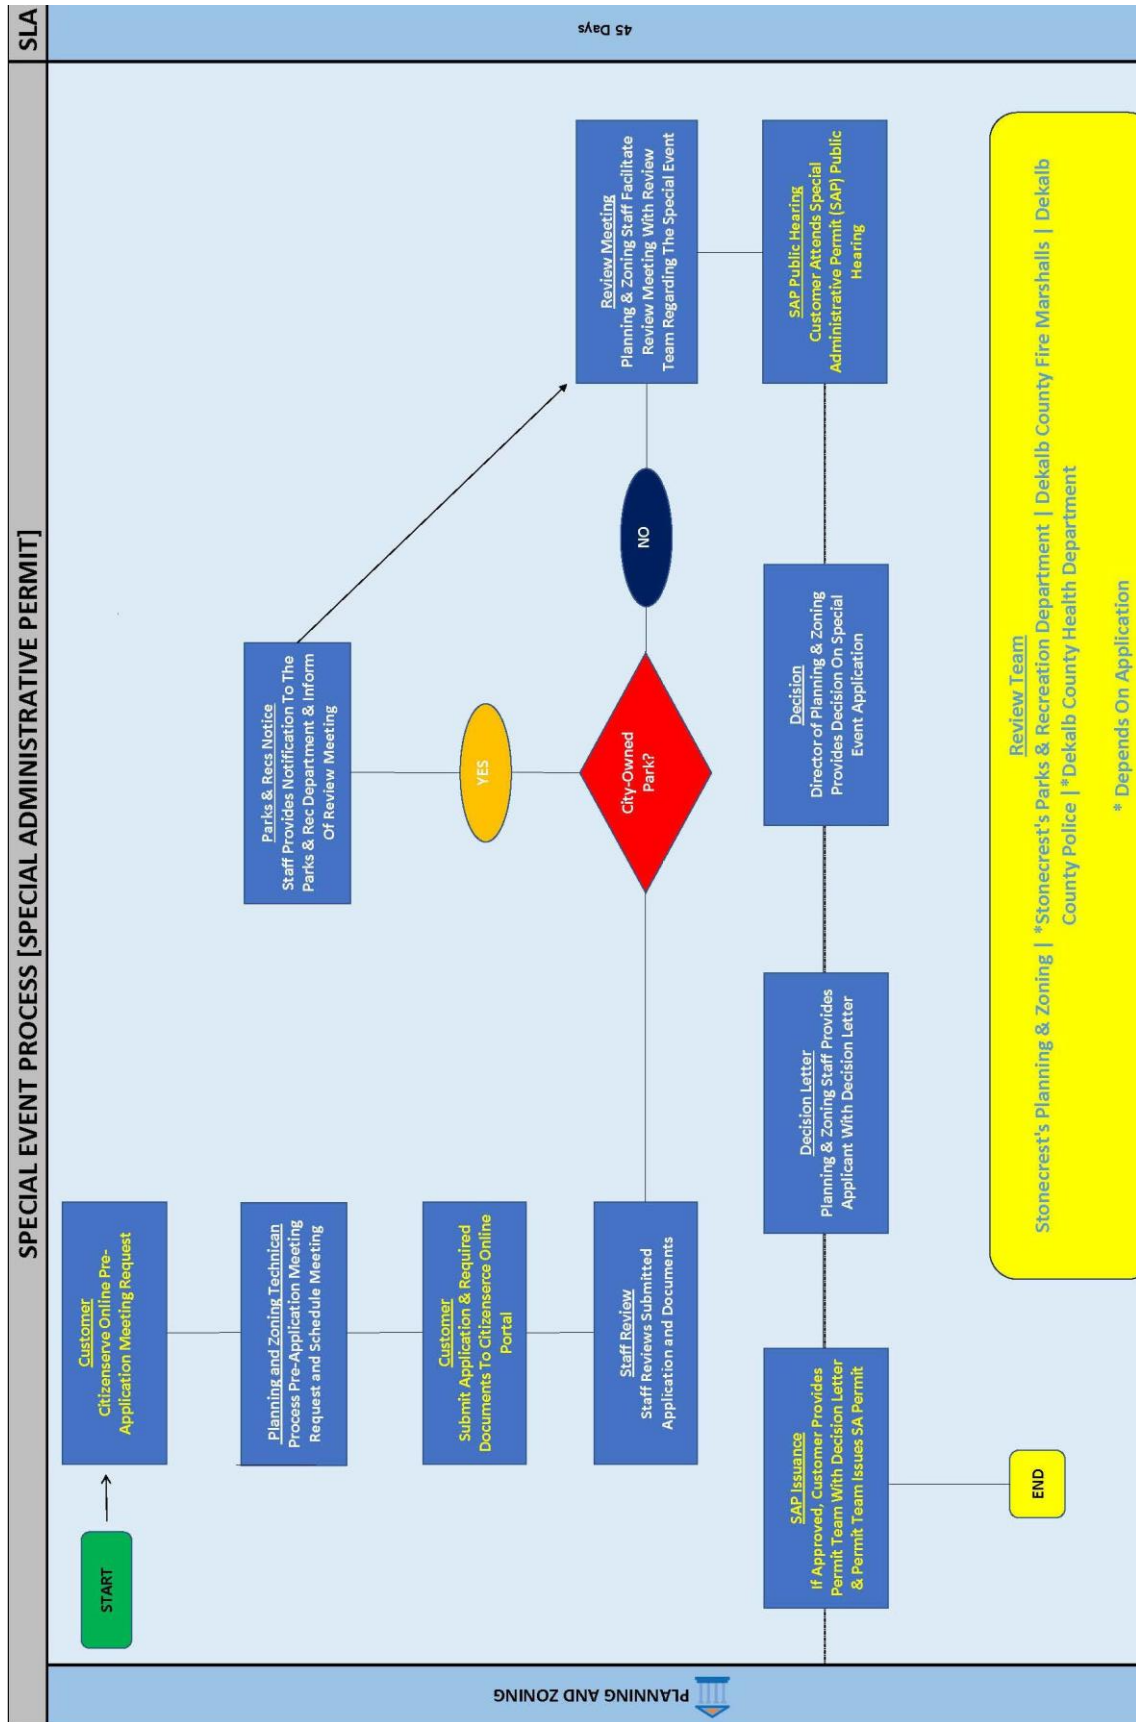 SPECIAL EVENT PROCESS [SPECIAL ADMINISTRATIVE PERMIT]
SLA
PLANNING AND ZONING
45 Days
START
Customer
Citizenserve Online Pre-
Application Meeting Request
Planning and Zoning Technican
Process Pre-Application Meeting
Request and Schedule Meeting
Customer
Submit Application & Required
Documents To Citizenserce Online
Portal
Staff Review
Staff Reviews Submitted
Application and Documents
City-Owned
Park?
YES
Parks & Recs Notice
Staff Provides Notification To The
Parks & Rec Department & Inform
Of Review Meeting
NO
Review Meeting
Planning & Zoning Staff Facilitate
Review Meeting With Review
Team Regarding The Special Event
SAP Public Hearing
Customer Attends Special
Administrative Permit (SAP) Public
Hearing
Decision
Director of Planning & Zoning
Provides Decision On Special
Event Application
Decision Letter
Planning & Zoning Staff Provides
Applicant With Decision Letter
SAP Issuance
If Approved, Customer Provides
Permit Team With Decision Letter
& Permit Team Issues SA Permit
END
Review Team
Stonecrest's Planning & Zoning | *Stonecrest's Parks & Recreation Department | Dekalb County Fire Marshalls | Dekalb
County Police |*Dekalb County Health Department
* Depends On Application